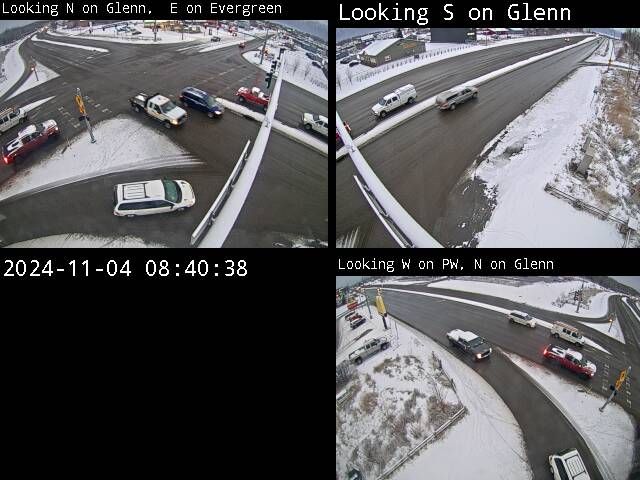 Looking N on Glenn,  E on Evergreen
Looking S on Glenn
2024-11-04 08:40:38
Looking W on PW, N on Glenn